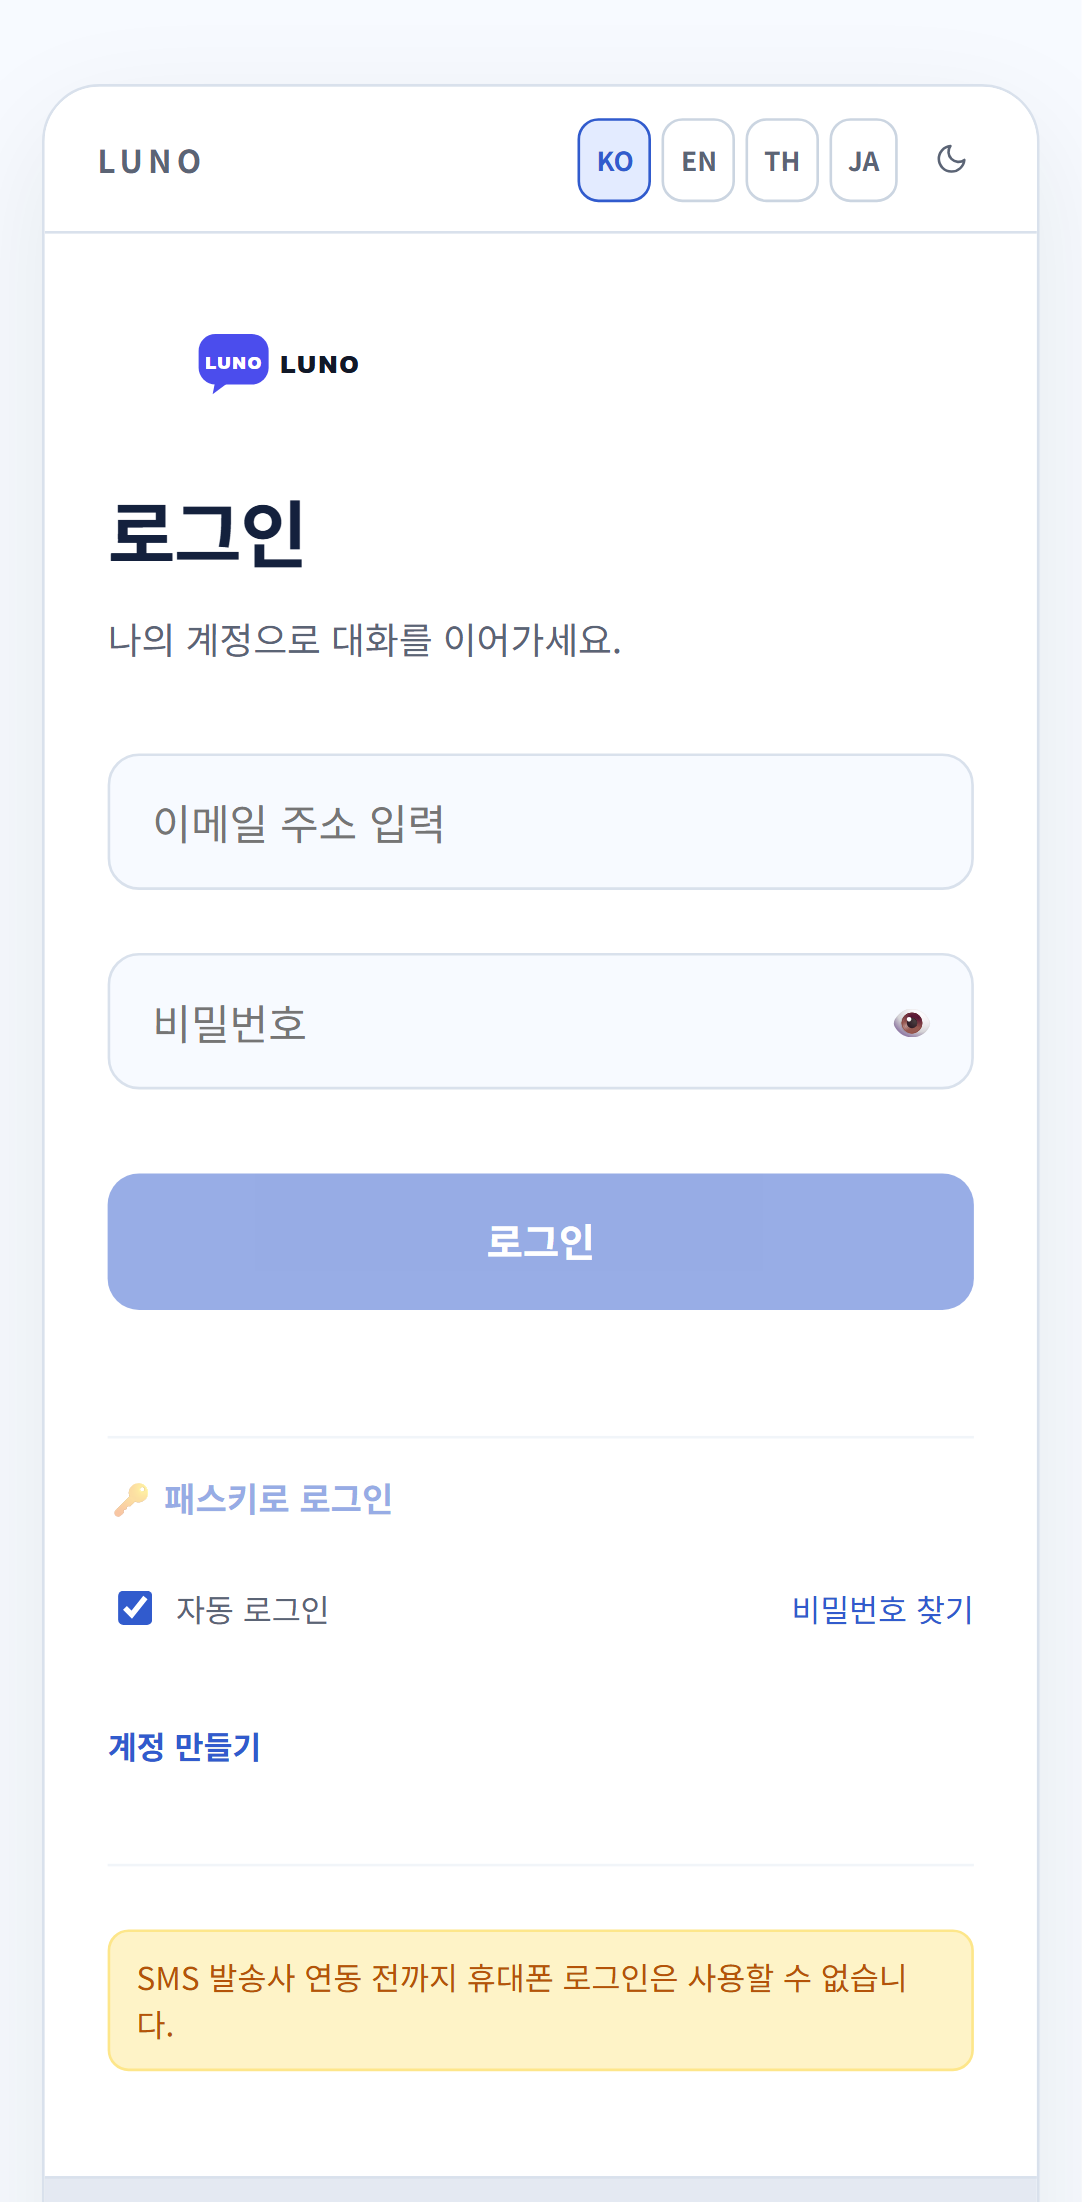 LUNO
KO EN TH JA
LUNO LUNO
로그인
나의 계정으로 대화를 이어가세요.
이메일 주소 입력
비밀번호
로그인
패스키로 로그인
자동 로그인
비밀번호 찾기
계정 만들기
SMS 발송사 연동 전까지 휴대폰 로그인은 사용할 수 없습니
다.